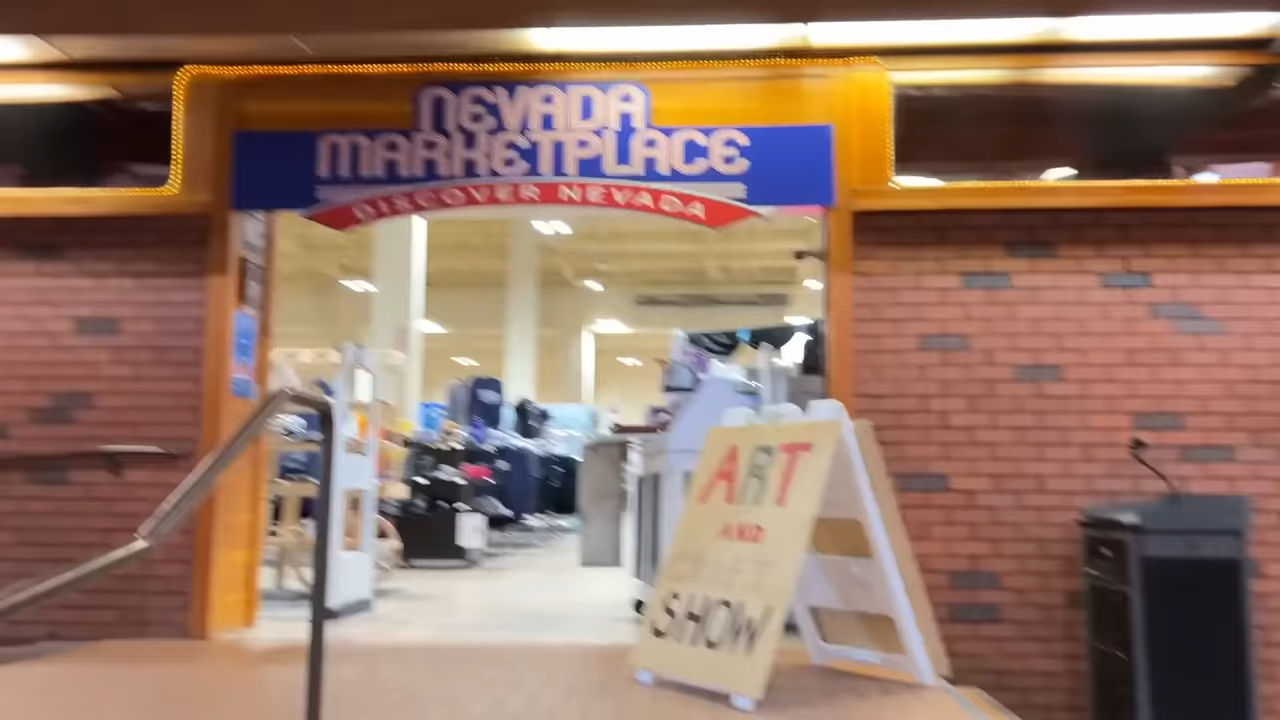 NEVADA
MARKETPLACE
DISCOVER NEVADA
ART
AND
SHOW